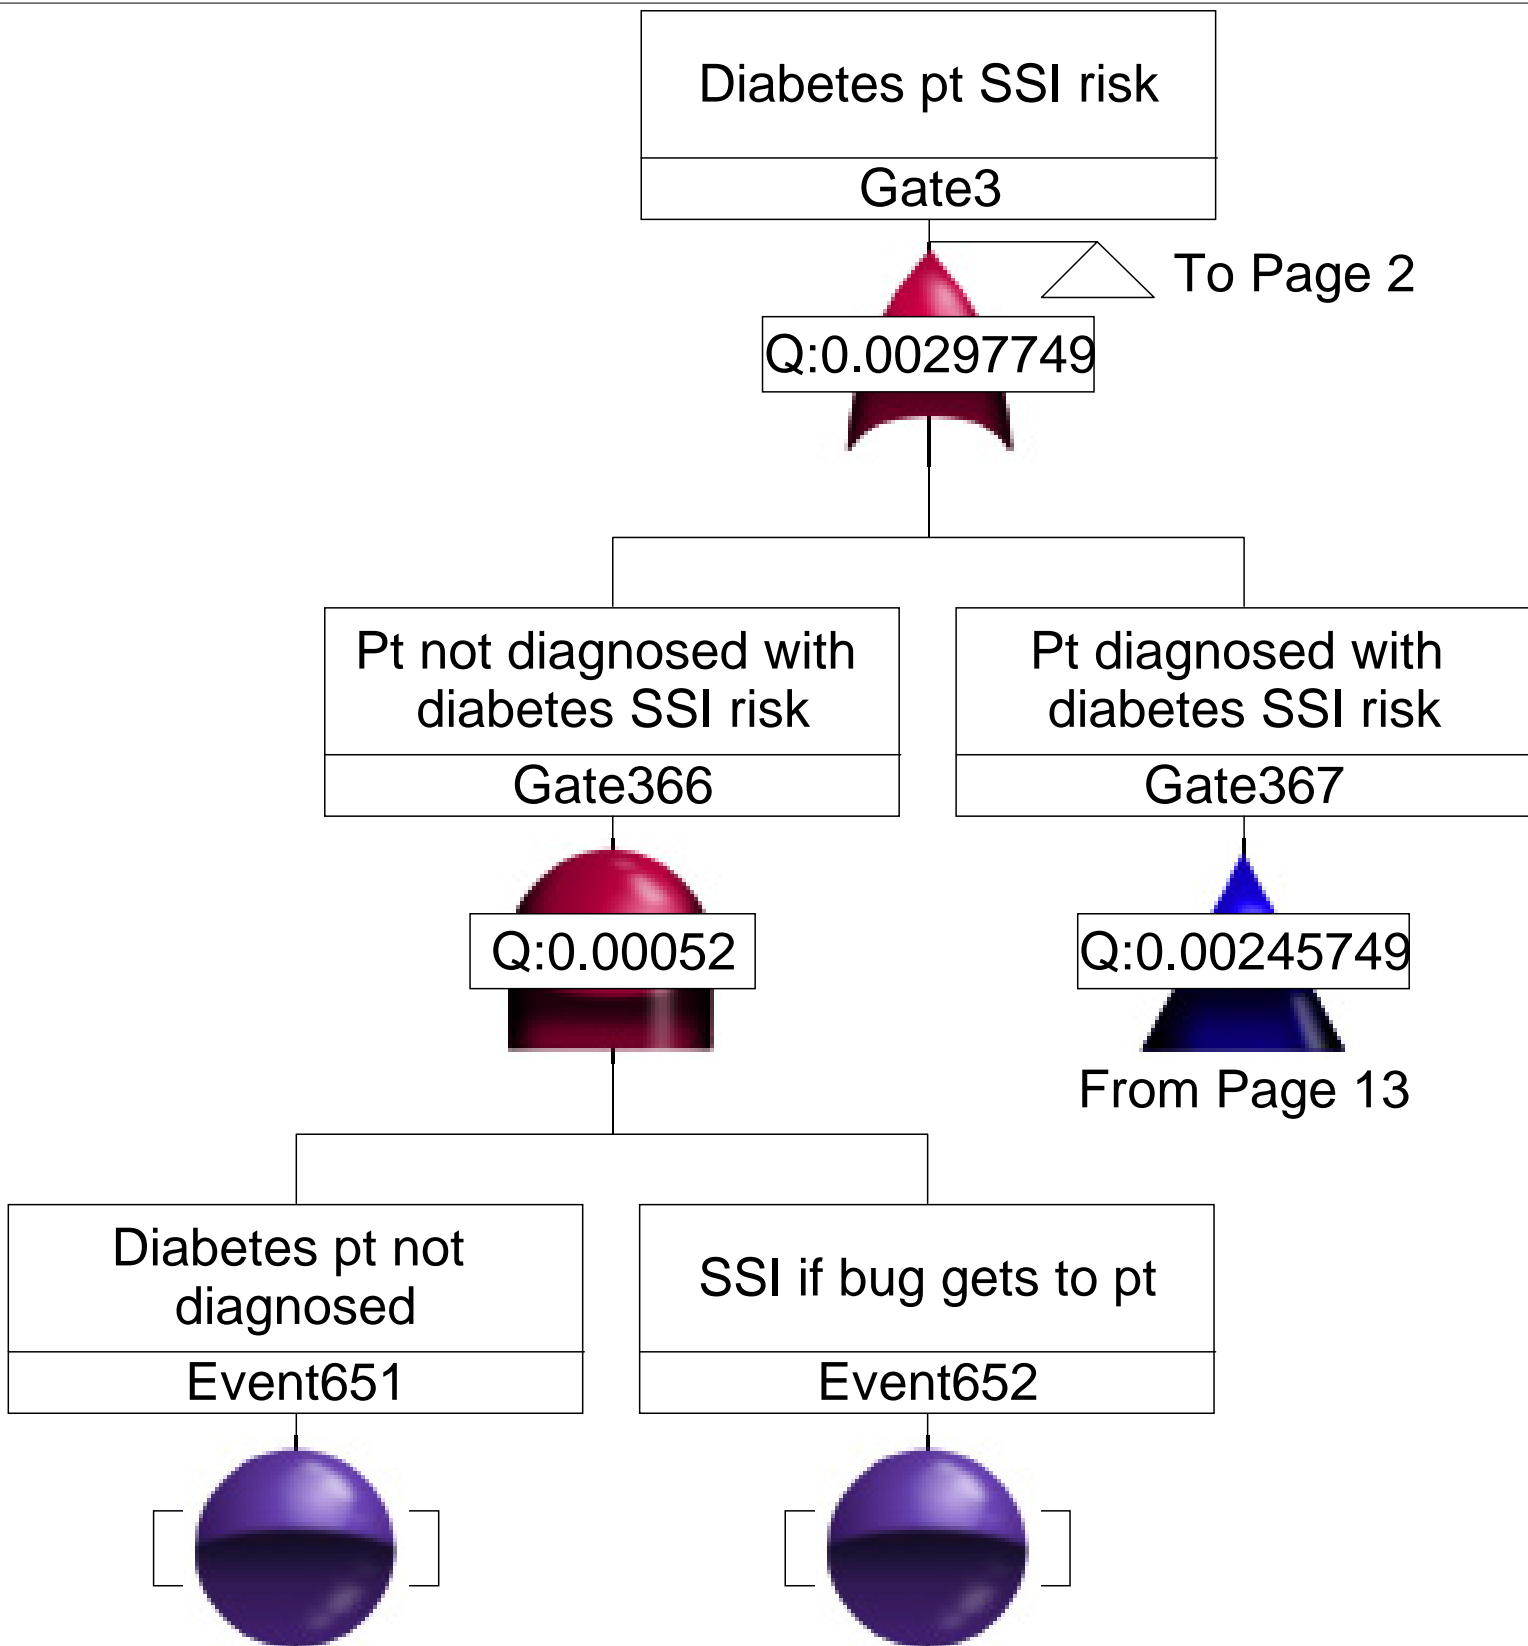 Diabetes pt SSI risk
Gate3
To Page 2
Q:0.00297749
Pt not diagnosed with
diabetes SSI risk
Gate366
Pt diagnosed with
diabetes SSI risk
Gate367
Q:0.00052
Q:0.00245749
From Page 13
Diabetes pt not
diagnosed
Event651
SSI if bug gets to pt
Event652